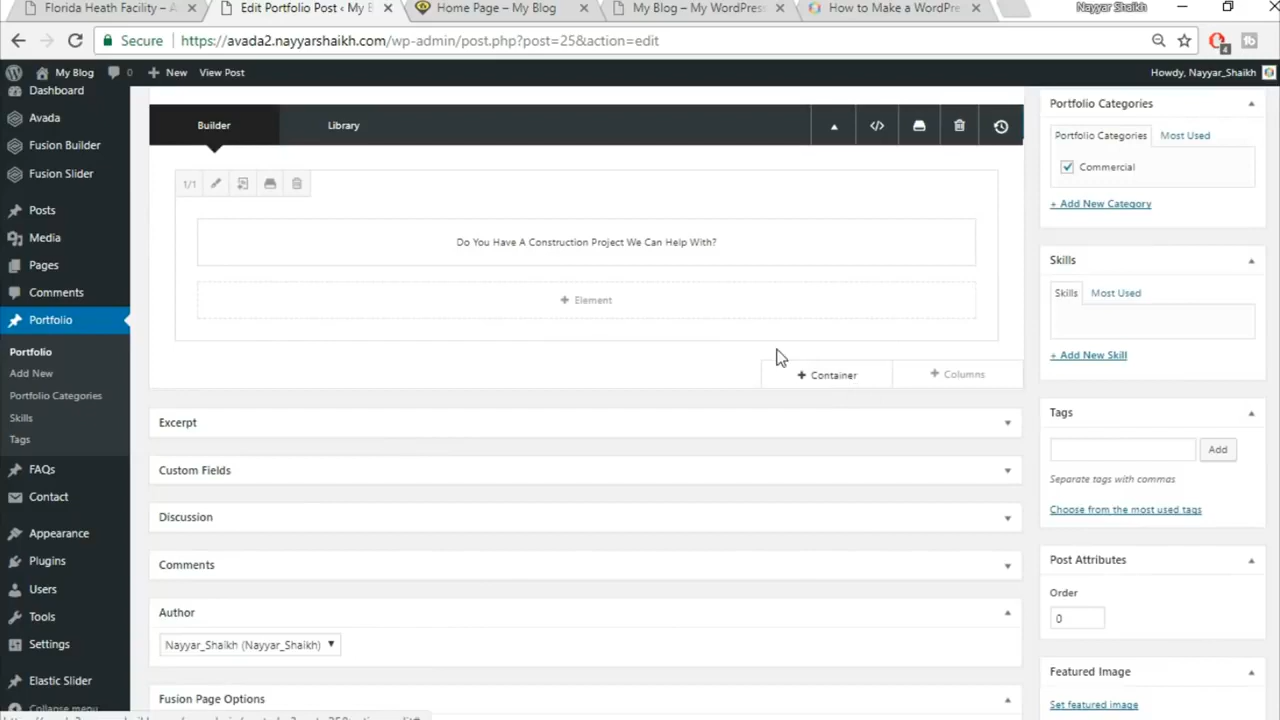 Florida Heath Facility – A
Edit Portfolio Post ‹ My B
Home Page – My Blog
My Blog – My WordPress
How to Make a WordPre
Nayyar Shaikh
Secure
https://avada2.nayyarshaikh.com/wp-admin/post.php?post=25&action=edit
4
My Blog
0
New
View Post
Howdy, Nayyar_Shaikh
Dashboard
Avada
Fusion Builder
Fusion Slider
Posts
Media
Pages
Comments
Portfolio
Portfolio
Add New
Portfolio Categories
Skills
Tags
FAQs
Contact
Appearance
Plugins
Users
Tools
Settings
Elastic Slider
Collapse menu
Builder
Library
1/1
Do You Have A Construction Project We Can Help With?
+ Element
+ Container
+ Columns
Excerpt
Custom Fields
Discussion
Comments
Author
Nayyar_Shaikh (Nayyar_Shaikh)
Fusion Page Options
Portfolio Categories
Portfolio Categories
Most Used
Commercial
+ Add New Category
Skills
Skills
Most Used
+ Add New Skill
Tags
Add
Separate tags with commas
Choose from the most used tags
Post Attributes
Order
0
Featured Image
Set featured image